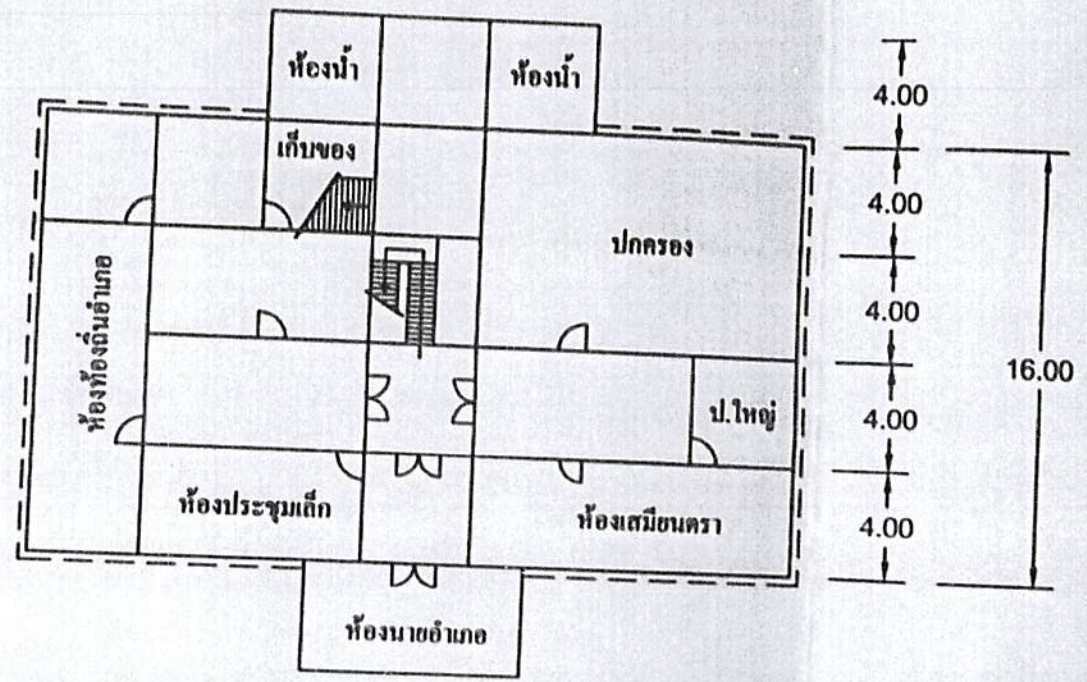 ห้องน้ำ
ห้องน้ำ
4.00
เก็บของ
4.00
ปกครอง
ห้องท้องถิ่นอำเภอ
4.00
16.00
ป.ใหญ่
4.00
ห้องประชุมเล็ก
ห้องเสมียนตรา
4.00
ห้องนายอำเภอ